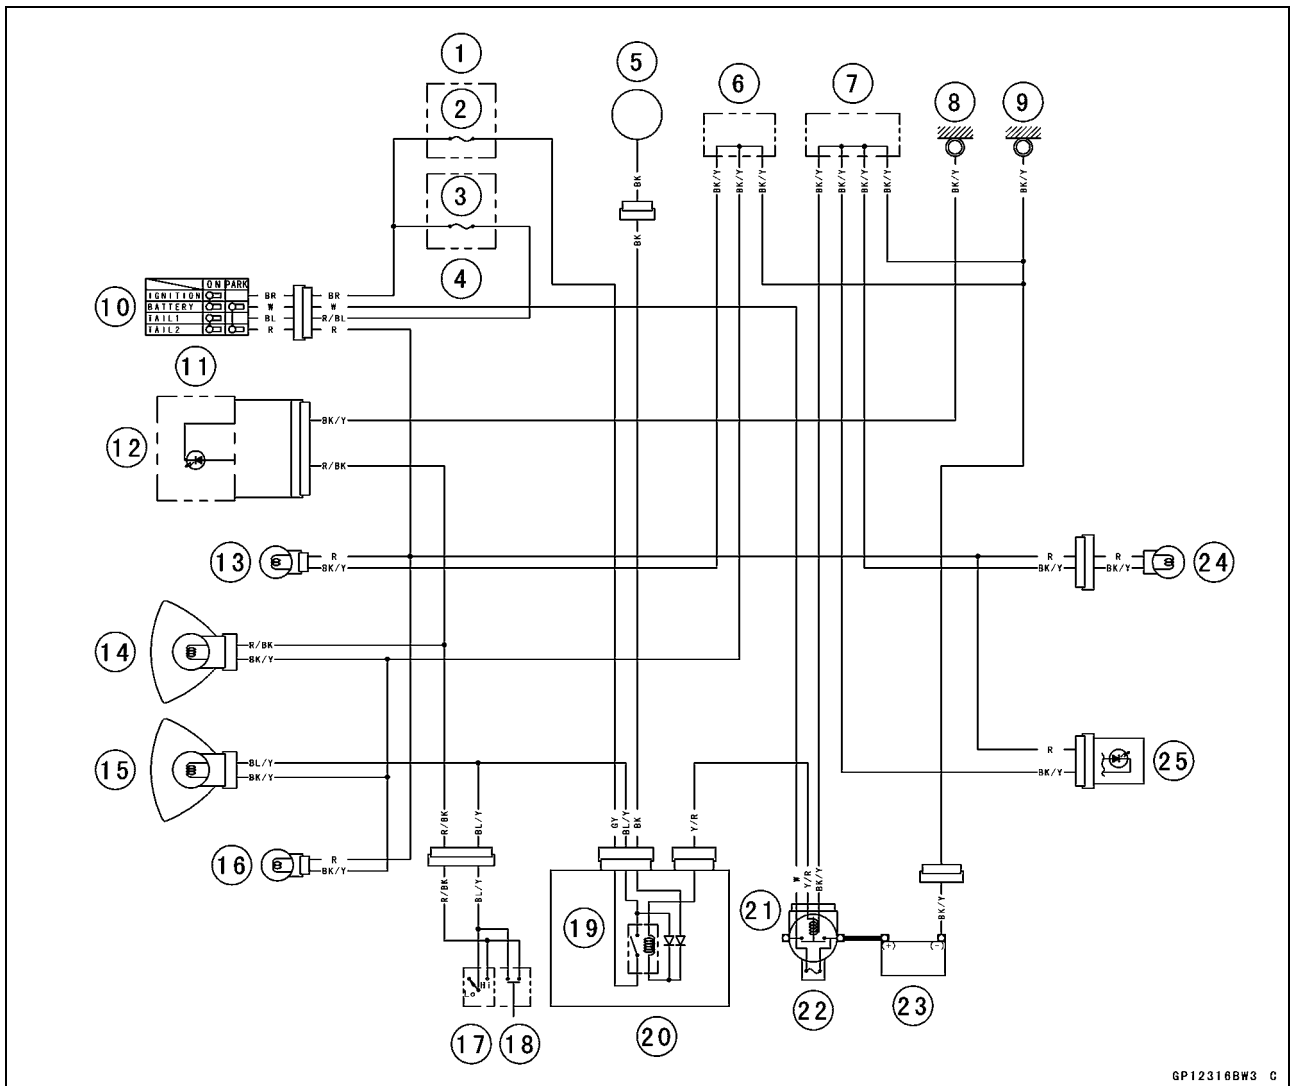 1
5
6
7
8
9
2
3
4
BK
BK
BK/Y
BK/Y
BK/Y
BK/Y
BK/Y
BK/Y
BK/Y
BK/Y
BK/Y
10
ON PARK
IGNITION BR BR
BATTERY W W
TAIL1 BL R/BL
TAIL2 R R
11
12
BK/Y
R/BK
13
R
BK/Y
R R
BK/Y BK/Y
24
14
R/BK
BK/Y
15
BL/Y
BK/Y
R
BK/Y
25
R/BK
BL/Y
GY
BL/Y
BK
Y/R
16
R
BK/Y
R/BK
BL/Y
W
Y/R
BK/Y
BK/Y
19
21
(+) (-)
Lo Hi
17
18
20
22
23
GP12316BW3 C